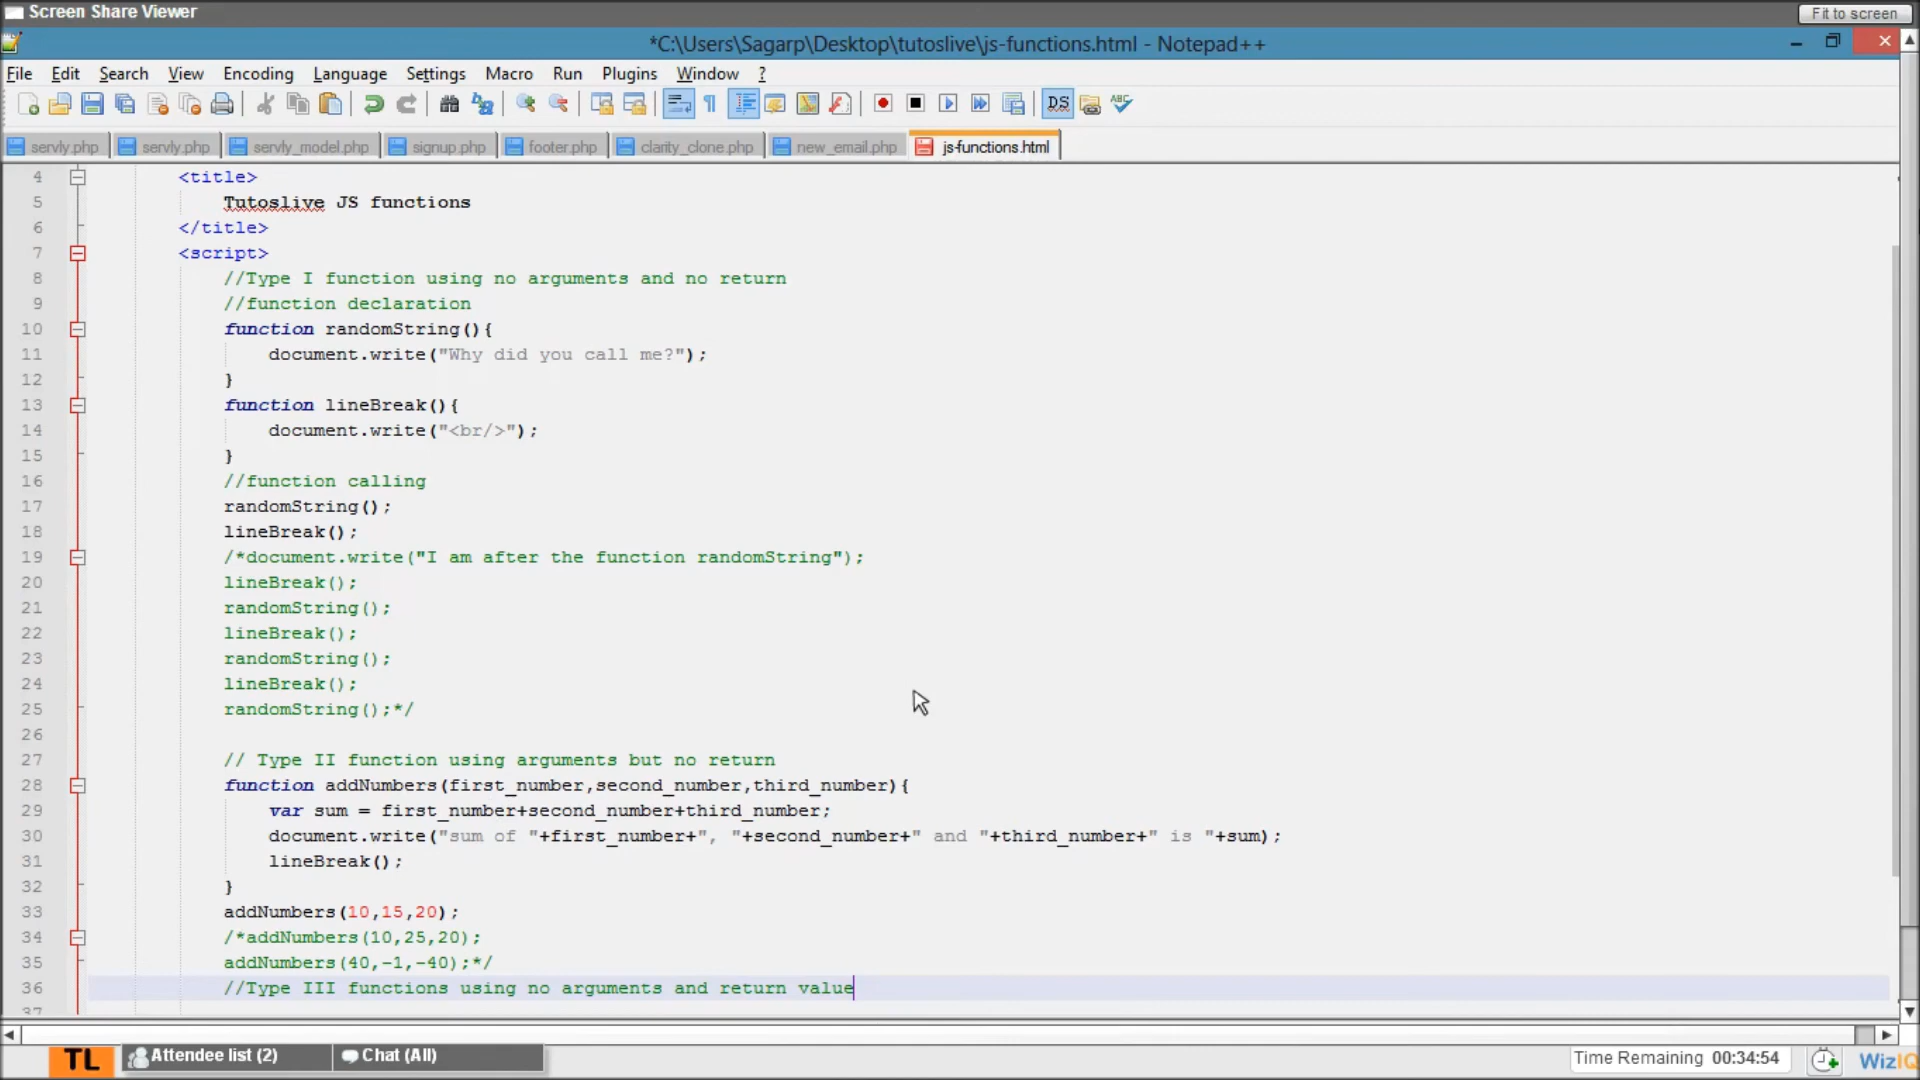 Screen Share Viewer
Fit to screen
*C:\Users\Sagarp\Desktop\tutoslive\js-functions.html - Notepad++
File Edit Search View Encoding Language Settings Macro Run Plugins Window ?
servly.php servly.php servly_model.php signup.php footer.php clarity_clone.php new_email.php js-functions.html
4 <title>
5 Tutoslive JS functions
6 </title>
7 <script>
8 //Type I function using no arguments and no return
9 //function declaration
10 function randomString(){
11 document.write("Why did you call me?");
12 }
13 function lineBreak(){
14 document.write("<br/>");
15 }
16 //function calling
17 randomString();
18 lineBreak();
19 /*document.write("I am after the function randomString");
20 lineBreak();
21 randomString();
22 lineBreak();
23 randomString();
24 lineBreak();
25 randomString();*/
26
27 // Type II function using arguments but no return
28 function addNumbers(first_number,second_number,third_number){
29 var sum = first_number+second_number+third_number;
30 document.write("sum of "+first_number+", "+second_number+" and "+third_number+" is "+sum);
31 lineBreak();
32 }
33 addNumbers(10,15,20);
34 /*addNumbers(10,25,20);
35 addNumbers(40,-1,-40);*/
36 //Type III functions using no arguments and return value
37
TL Attendee list (2) Chat (All) Time Remaining 00:34:54 WizIQ